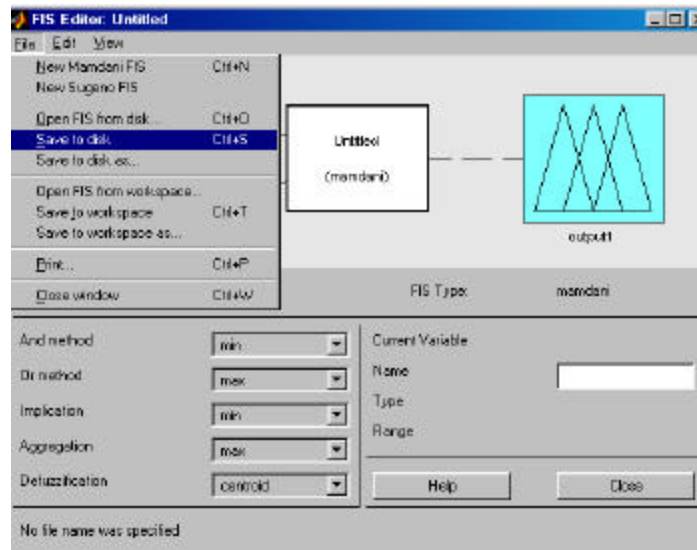 FIS Editor: Untitled
File Edit View
New Mamdani FIS Ctrl+N
New Sugeno FIS
Open FIS from disk... Ctrl+O
Save to disk Ctrl+S
Save to disk as...
Open FIS from workspace...
Save to workspace Ctrl+T
Save to workspace as...
Print... Ctrl+P
Close window Ctrl+W
Untitled
(mamdani)
output1
FIS Type: mamdani
And method min
Or method max
Implication min
Aggregation max
Defuzzification centroid
Current Variable
Name
Type
Range
Help Close
No file name was specified